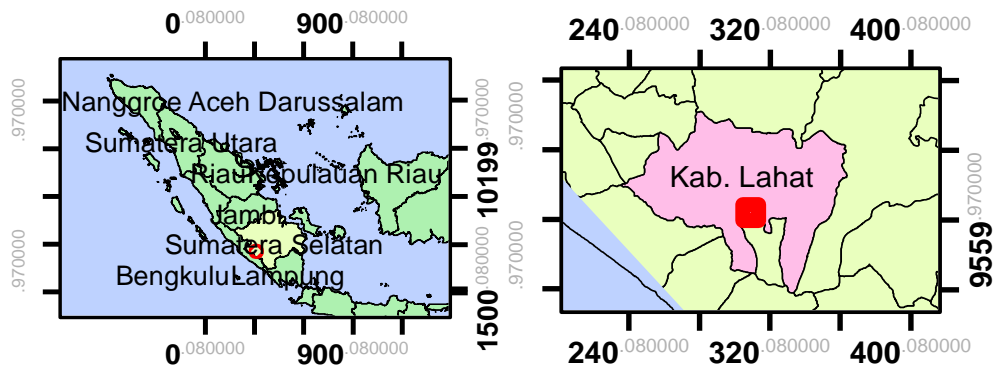 0.080000 900.080000
240.080000 320.080000 400.080000
.970000
.970000
Nanggroe Aceh Darussalam
Sumatera Utara
Riau Kepulauan Riau
Jambi
Sumatera Selatan
Bengkulu Lampung
10199.970000
1500.080000
0.080000 900.080000
.970000
.970000
Kab. Lahat
9559.970000
240.080000 320.080000 400.080000